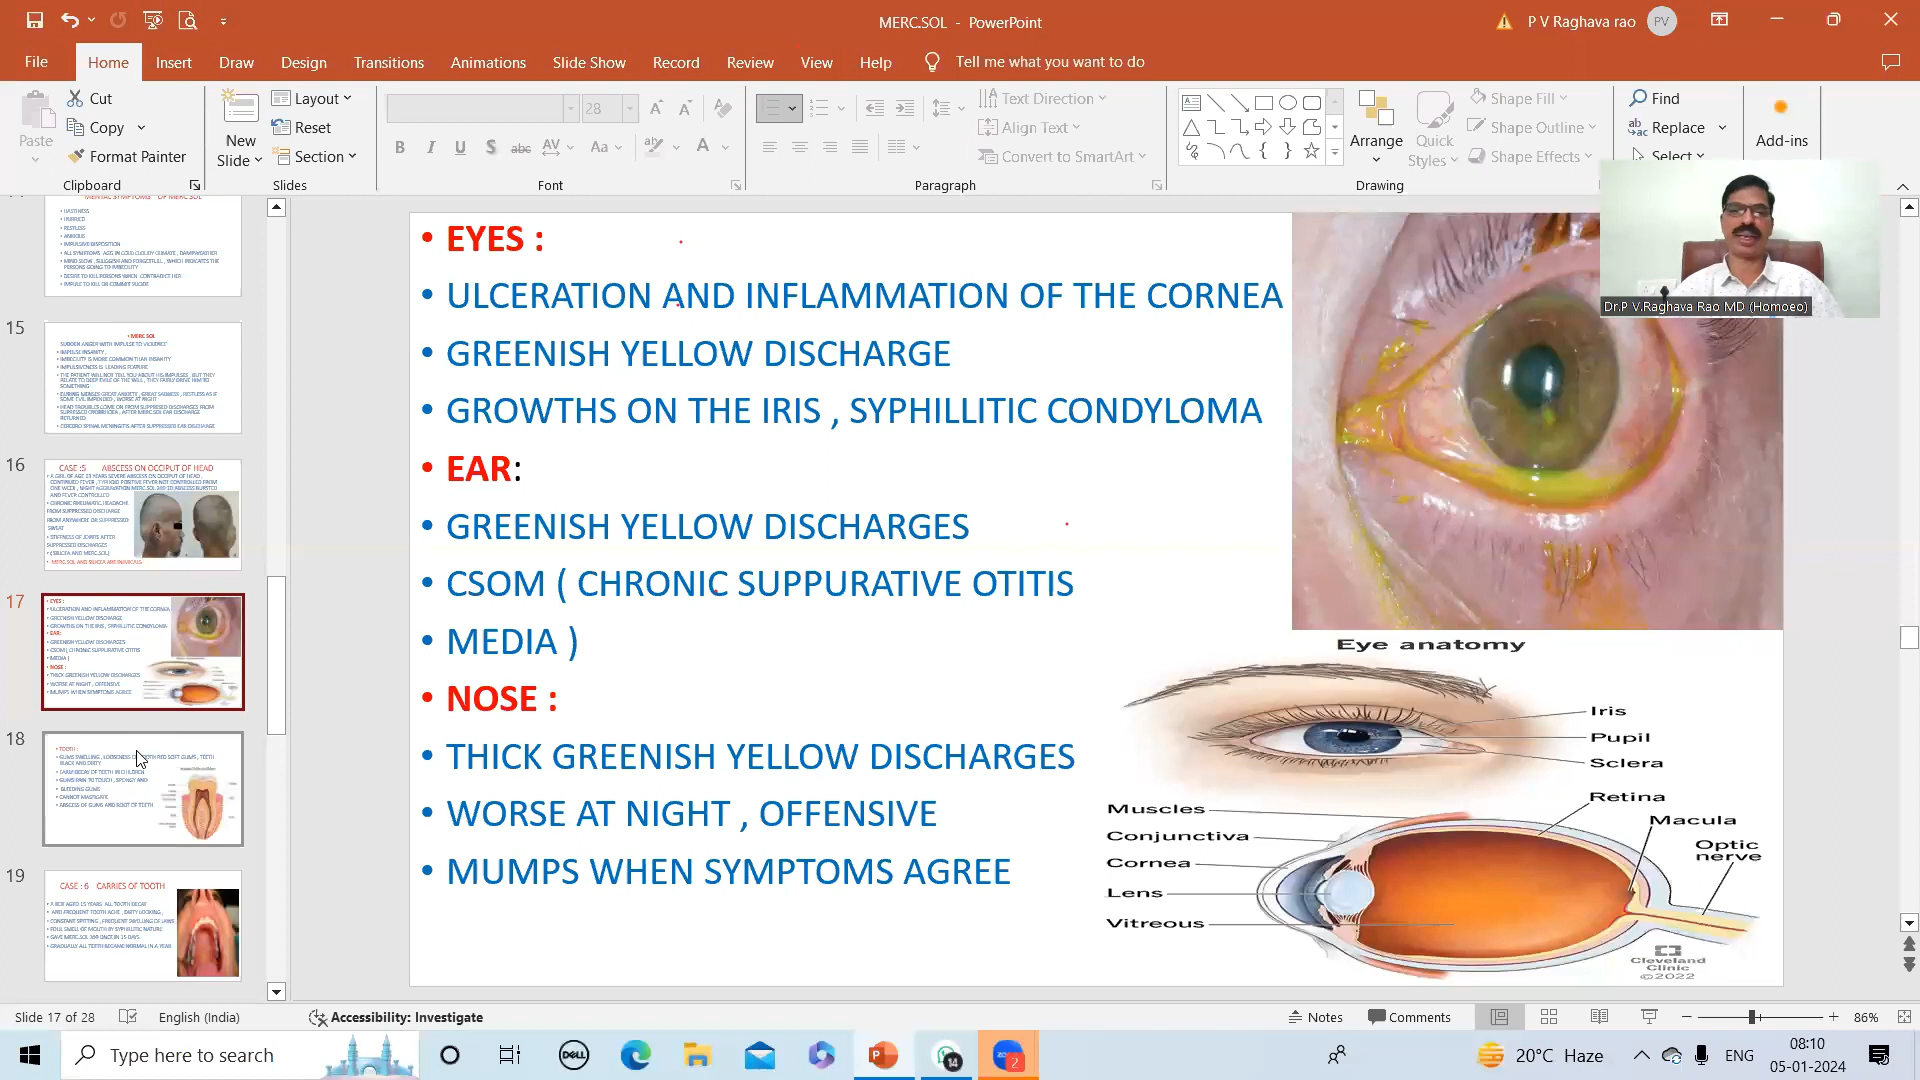 MERC.SOL - PowerPoint
P V Raghava rao
PV
File
Home
Insert
Draw
Design
Transitions
Animations
Slide Show
Record
Review
View
Help
Tell me what you want to do
Paste
Cut
Copy
Format Painter
Clipboard
New
Slide
Layout
Reset
Section
Slides
28
Font
Text Direction
Align Text
Convert to SmartArt
Paragraph
Arrange
Quick
Styles
Shape Fill
Shape Outline
Shape Effects
Drawing
Find
Replace
Select
Add-ins
Dr.P V.Raghava Rao MD (Homoeo)
15
16
CASE :5 ABSCESS ON OCCIPUT OF HEAD
17
18
19
CASE : 6 CARRIES OF TOOTH
• EYES :
• ULCERATION AND INFLAMMATION OF THE CORNEA
• GREENISH YELLOW DISCHARGE
• GROWTHS ON THE IRIS , SYPHILLITIC CONDYLOMA
• EAR:
• GREENISH YELLOW DISCHARGES
• CSOM ( CHRONIC SUPPURATIVE OTITIS
• MEDIA )
• NOSE :
• THICK GREENISH YELLOW DISCHARGES
• WORSE AT NIGHT , OFFENSIVE
• MUMPS WHEN SYMPTOMS AGREE
Eye anatomy
Iris
Pupil
Sclera
Retina
Macula
Optic
nerve
Muscles
Conjunctiva
Cornea
Lens
Vitreous
Cleveland
Clinic
©2022
Slide 17 of 28
English (India)
Accessibility: Investigate
Notes
Comments
86%
Type here to search
DELL
14
2
20°C Haze
ENG
08:10
05-01-2024